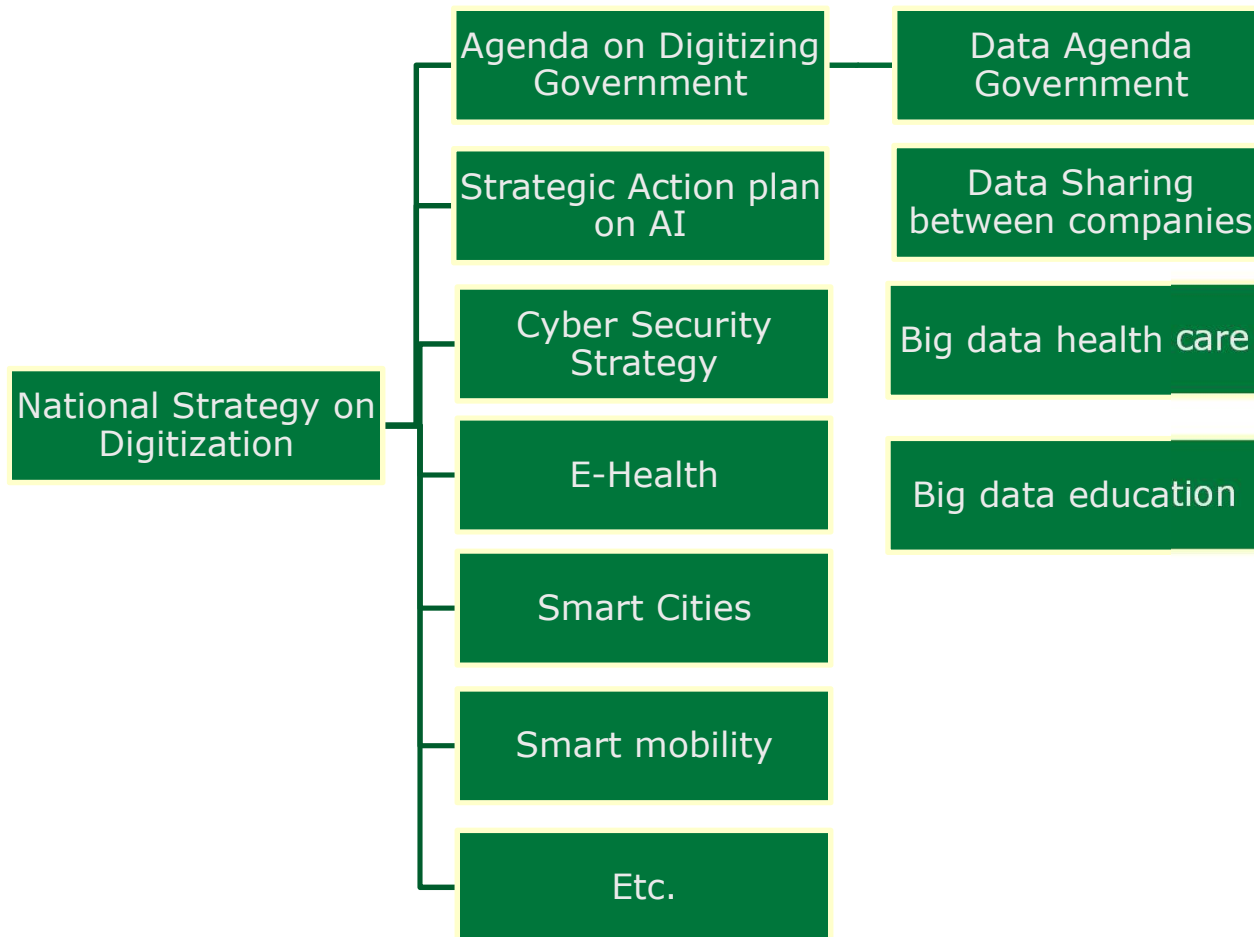 Agenda on Digitizing
Government
Data Agenda
Government
Strategic Action plan
on AI
Data Sharing
between companies
Cyber Security
Strategy
Big data health care
National Strategy on
Digitization
E-Health
Big data education
Smart Cities
Smart mobility
Etc.